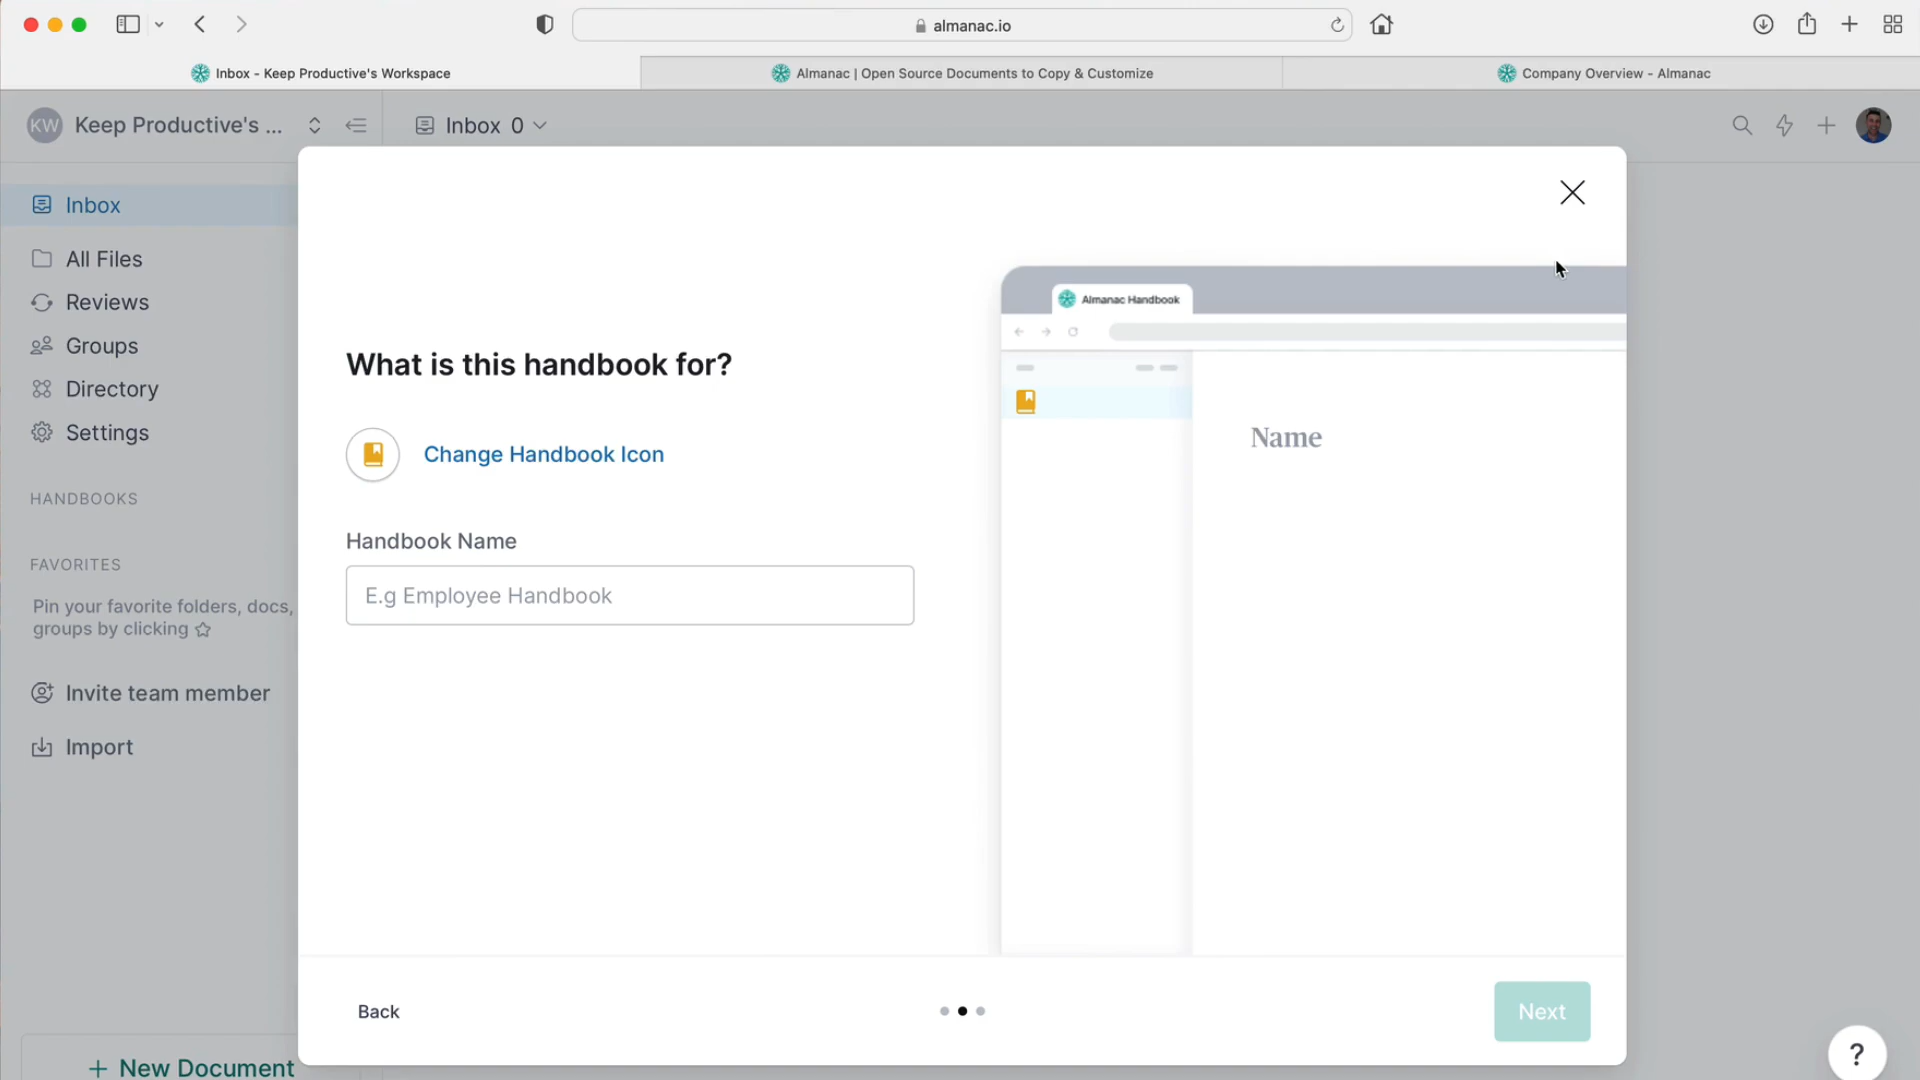 almanac.io
Inbox - Keep Productive's Workspace
Almanac | Open Source Documents to Copy & Customize
Company Overview - Almanac
KW Keep Productive's ...
Inbox 0
Inbox
All Files
Reviews
Groups
Directory
Settings
HANDBOOKS
FAVORITES
Pin your favorite folders, docs,
groups by clicking
Invite team member
Import
+ New Document
What is this handbook for?
Change Handbook Icon
Handbook Name
E.g Employee Handbook
Almanac Handbook
Name
Back
Next
?